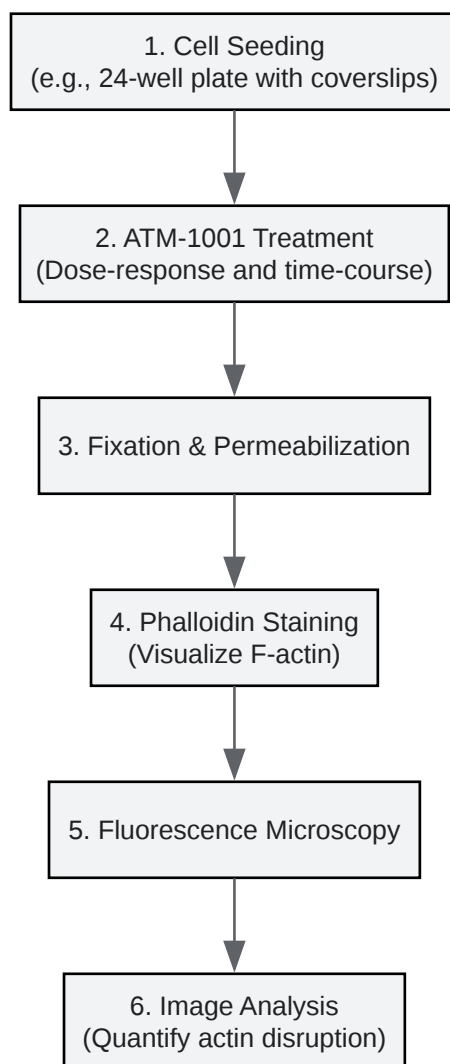 1. Cell Seeding
(e.g., 24-well plate with coverslips)
2. ATM-1001 Treatment
(Dose-response and time-course)
3. Fixation & Permeabilization
4. Phalloidin Staining
(Visualize F-actin)
5. Fluorescence Microscopy
6. Image Analysis
(Quantify actin disruption)